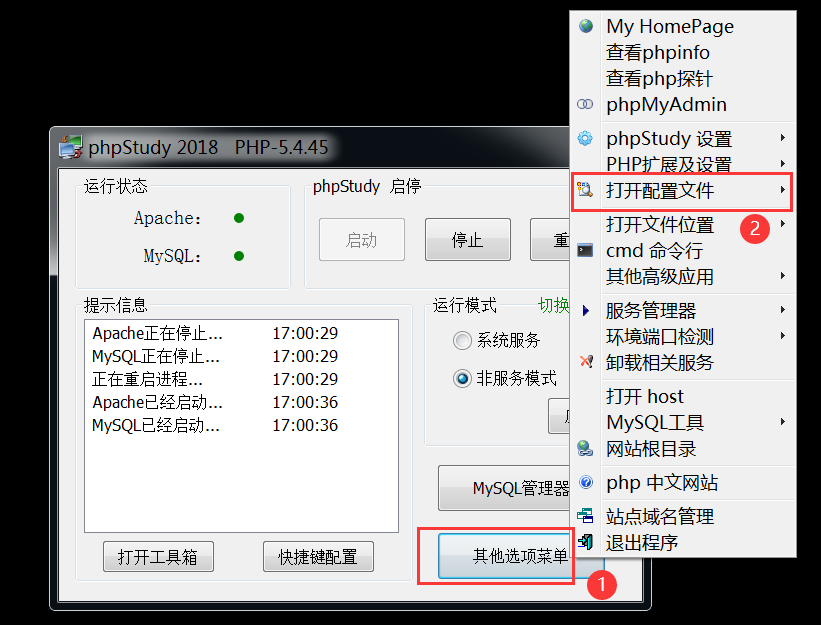 My HomePage
查看phpinfo
查看php探针
phpMyAdmin
phpStudy 设置
PHP扩展及设置
打开配置文件
2
打开文件位置
cmd 命令行
其他高级应用
服务管理器
环境端口检测
卸载相关服务
打开 host
MySQL工具
网站根目录
php 中文网站
站点域名管理
退出程序
phpStudy 2018 PHP-5.4.45
运行状态
Apache:
MySQL:
phpStudy 启停
启动
停止
重
提示信息
Apache正在停止... 17:00:29
MySQL正在停止... 17:00:29
正在重启进程... 17:00:29
Apache已经启动... 17:00:36
MySQL已经启动... 17:00:36
打开工具箱
快捷键配置
运行模式
切换
系统服务
非服务模式
MySQL管理器
其他选项菜单
1